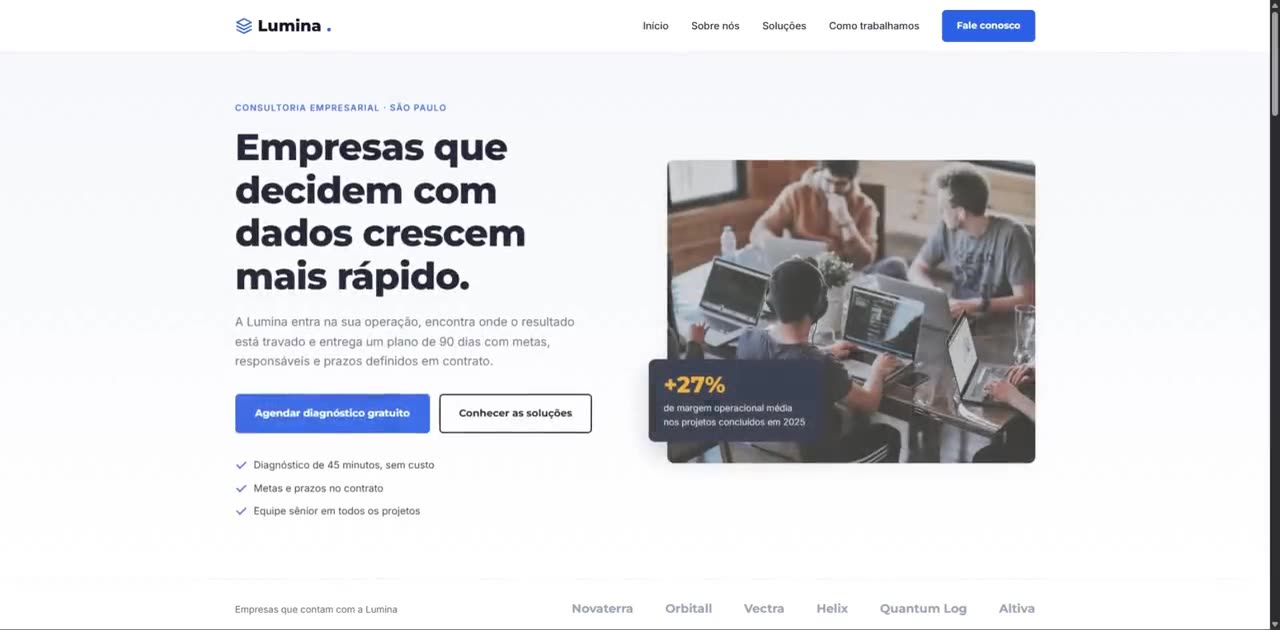 Lumina .
Início
Sobre nós
Soluções
Como trabalhamos
Fale conosco
CONSULTORIA EMPRESARIAL · SÃO PAULO
Empresas que
decidem com
dados crescem
mais rápido.
A Lumina entra na sua operação, encontra onde o resultado
está travado e entrega um plano de 90 dias com metas,
responsáveis e prazos definidos em contrato.
Agendar diagnóstico gratuito
Conhecer as soluções
Diagnóstico de 45 minutos, sem custo
Metas e prazos no contrato
Equipe sênior em todos os projetos
+27%
de margem operacional média
nos projetos concluídos em 2025
Empresas que contam com a Lumina
Novaterra
Orbitall
Vectra
Helix
Quantum Log
Altiva